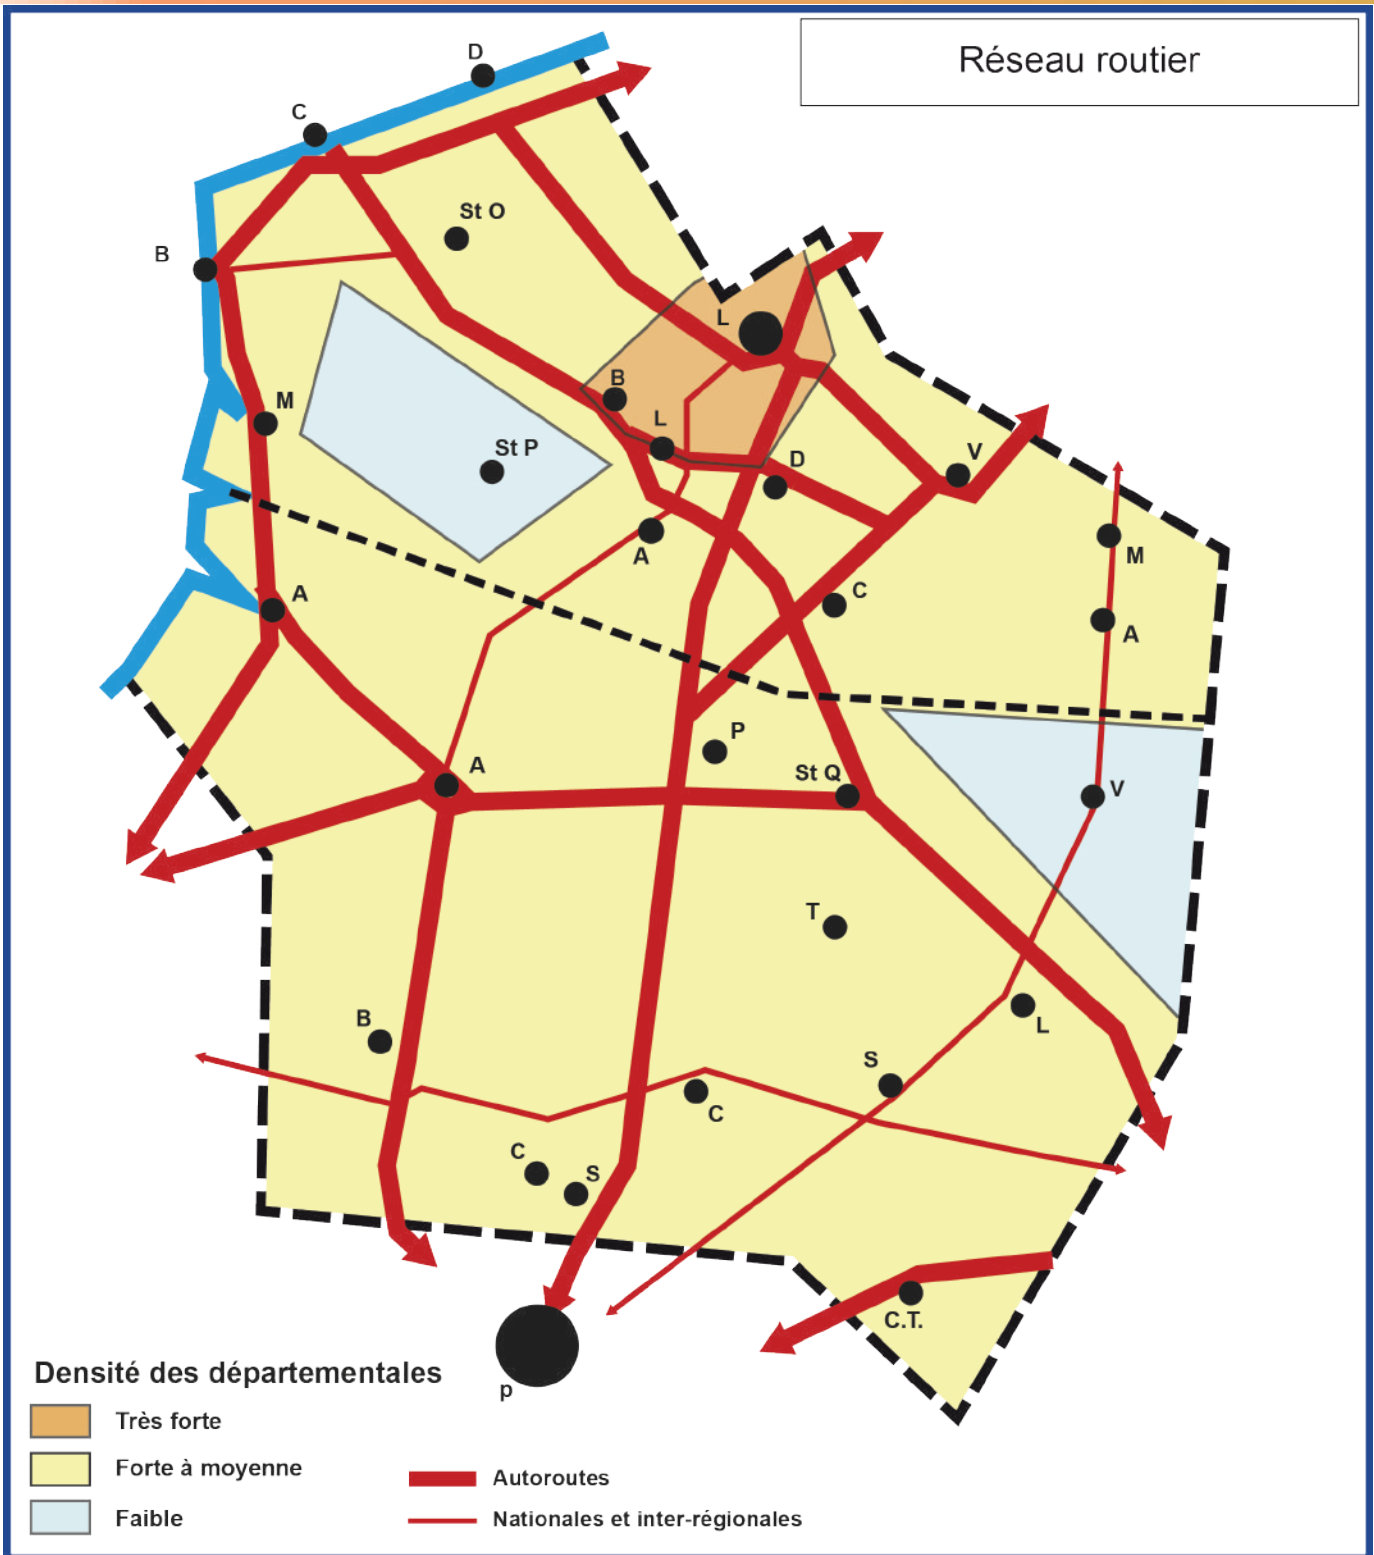 Réseau routier
D
C
St O
B
L
B
M
L
St P
V
D
A
M
C
A
A
P
A
St Q
V
T
B
L
S
C
C
S
C.T.
p
Densité des départementales
Très forte
Forte à moyenne
Faible
Autoroutes
Nationales et inter-régionales